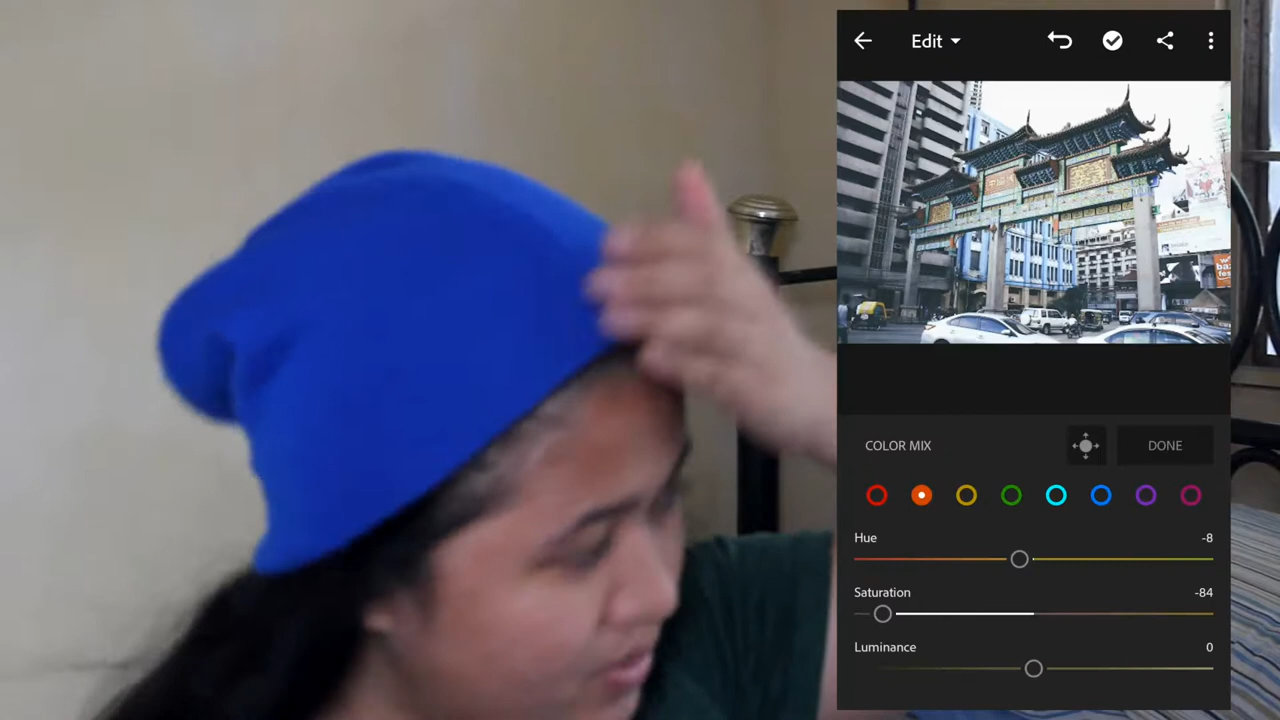 Edit
COLOR MIX
DONE
Hue
-8
Saturation
-84
Luminance
0